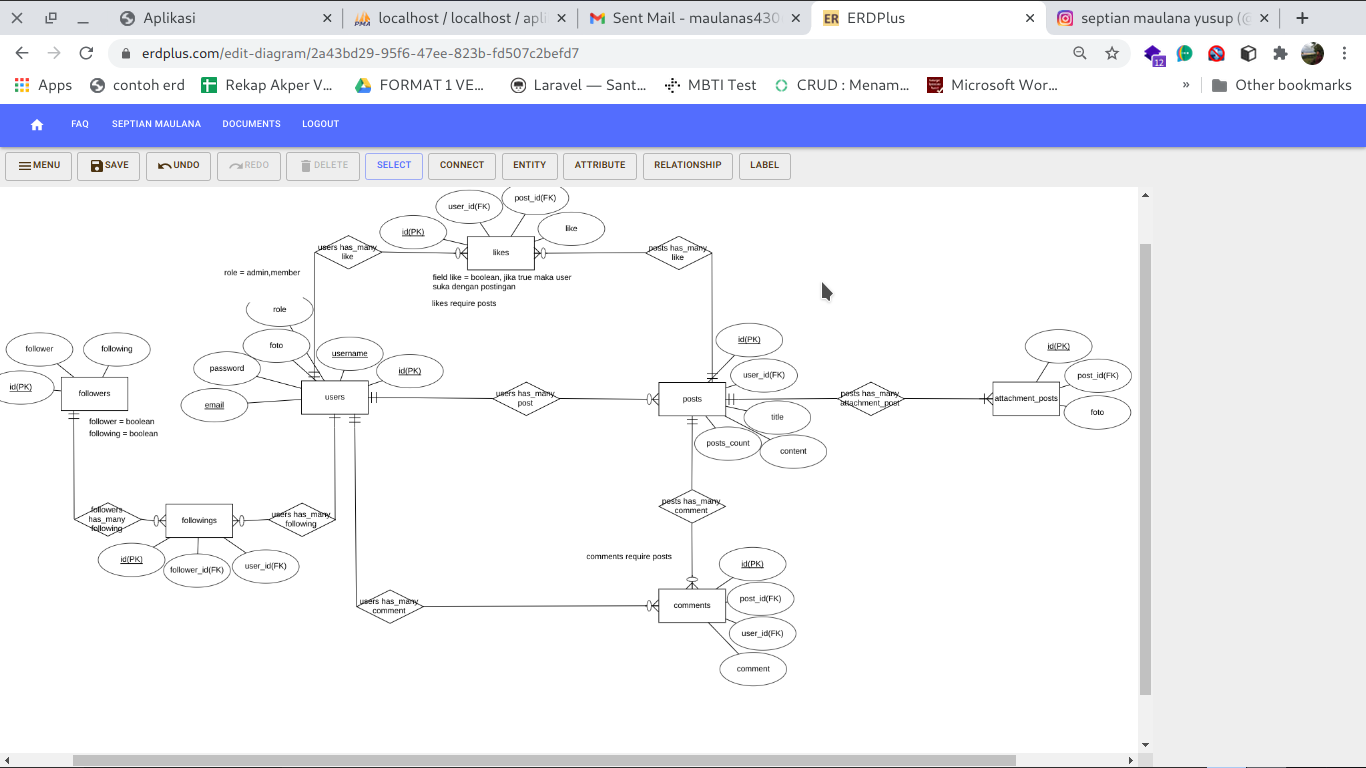 Aplikasi
localhost / localhost / apli
Sent Mail - maulanas430
ERDPlus
septian maulana yusup (@
erdplus.com/edit-diagram/2a43bd29-95f6-47ee-823b-fd507c2befd7
12
Apps
contoh erd
Rekap Akper V...
FORMAT 1 VE...
Laravel — Sant...
MBTI Test
CRUD : Menam...
Microsoft Wor...
»
Other bookmarks
FAQ
SEPTIAN MAULANA
DOCUMENTS
LOGOUT
MENU
SAVE
UNDO
REDO
DELETE
SELECT
CONNECT
ENTITY
ATTRIBUTE
RELATIONSHIP
LABEL
user_id(FK)
post_id(FK)
id(PK)
like
users has_many
like
likes
posts has_many
like
role = admin,member
field like = boolean, jika true maka user
suka dengan postingan
likes require posts
role
foto
username
password
id(PK)
email
users
follower
following
id(PK)
followers
follower = boolean
following = boolean
users has_many
post
id(PK)
user_id(FK)
posts
title
posts_count
content
posts has_many
attachment_post
id(PK)
post_id(FK)
attachment_posts
foto
followers
has_many
following
followings
users has_many
following
id(PK)
follower_id(FK)
user_id(FK)
posts has_many
comment
comments require posts
users has_many
comment
comments
id(PK)
post_id(FK)
user_id(FK)
comment